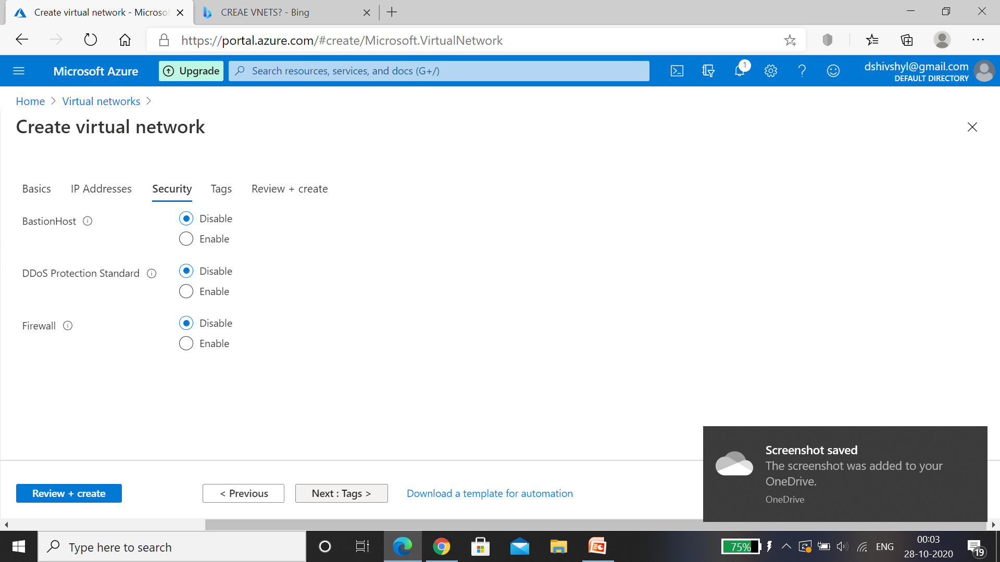 Create virtual network - Microsof
CREAE VNETS? - Bing
https://portal.azure.com/#create/Microsoft.VirtualNetwork
Microsoft Azure
Upgrade
Search resources, services, and docs (G+/)
1
dshivshyl@gmail.com
DEFAULT DIRECTORY
Home > Virtual networks >
Create virtual network
Basics IP Addresses Security Tags Review + create
BastionHost
Disable
Enable
DDoS Protection Standard
Disable
Enable
Firewall
Disable
Enable
Screenshot saved
The screenshot was added to your
OneDrive.
OneDrive
Review + create
< Previous
Next : Tags >
Download a template for automation
Type here to search
75%
ENG
00:03
28-10-2020
19